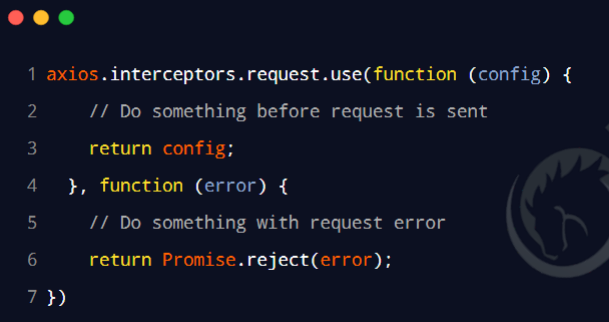 1 axios.interceptors.request.use(function (config) {
2 // Do something before request is sent
3 return config;
4 }, function (error) {
5 // Do something with request error
6 return Promise.reject(error);
7 })